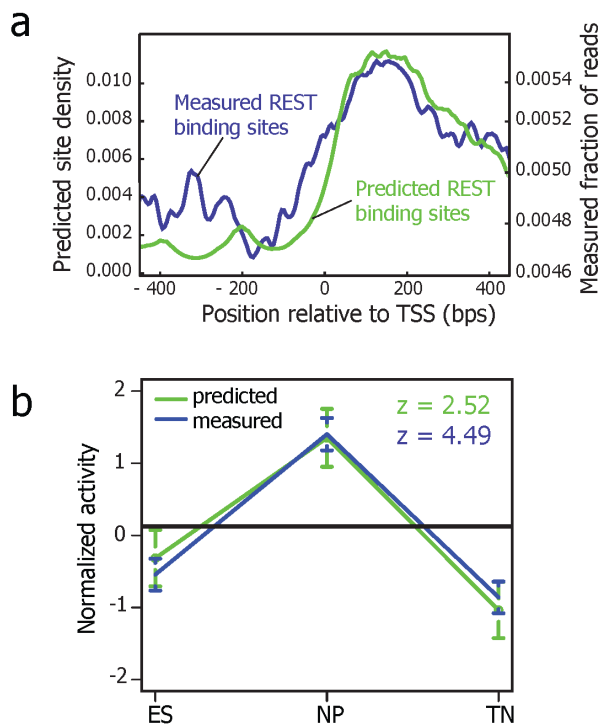 a
Predicted site density
0.010
0.008
0.006
0.004
0.002
0.000
Measured REST
binding sites
Predicted REST
binding sites
0.0054
0.0052
0.0050
0.0048
0.0046
Measured fraction of reads
- 400
- 200
0
200
400
Position relative to TSS (bps)
b
Normalized activity
2
1
0
-1
-2
predicted
measured
z = 2.52
z = 4.49
ES
NP
TN